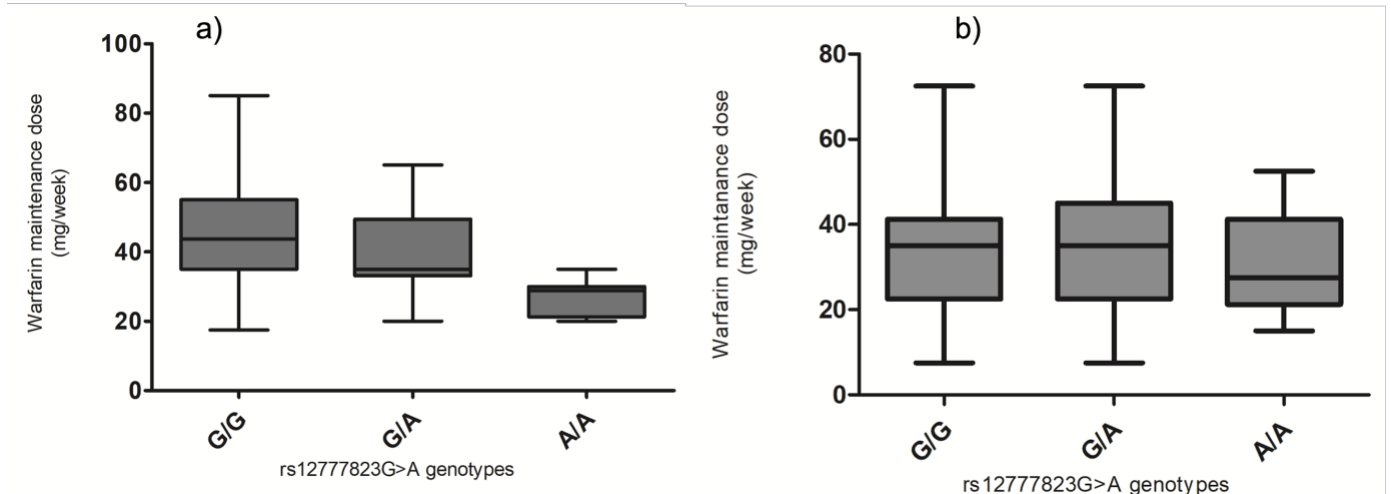 a)
Warfarin maintenance dose
(mg/week)
100
80
60
40
20
0
G/G
G/A
A/A
rs12777823G>A genotypes
b)
Warfarin maintanance dose
(mg/week)
80
60
40
20
0
G/G
G/A
A/A
rs12777823G>A genotypes